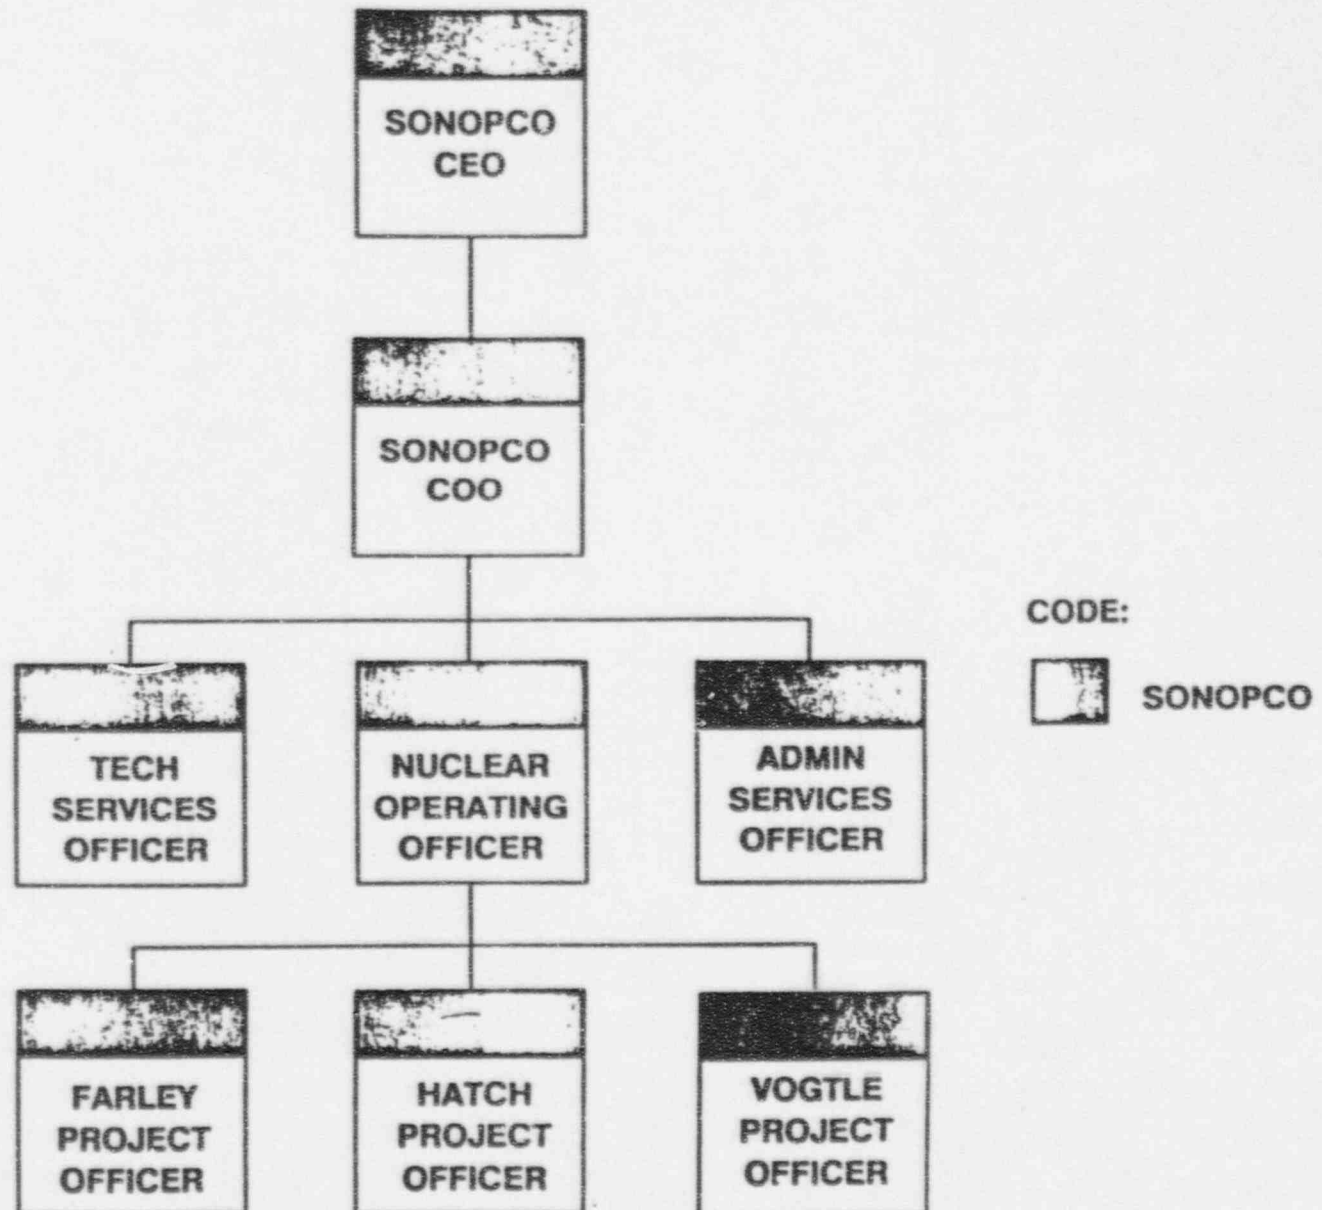 SONOPCO
CEO
SONOPCO
COO
CODE:
SONOPCO
TECH
SERVICES
OFFICER
NUCLEAR
OPERATING
OFFICER
ADMIN
SERVICES
OFFICER
FARLEY
PROJECT
OFFICER
HATCH
PROJECT
OFFICER
VOGTLE
PROJECT
OFFICER